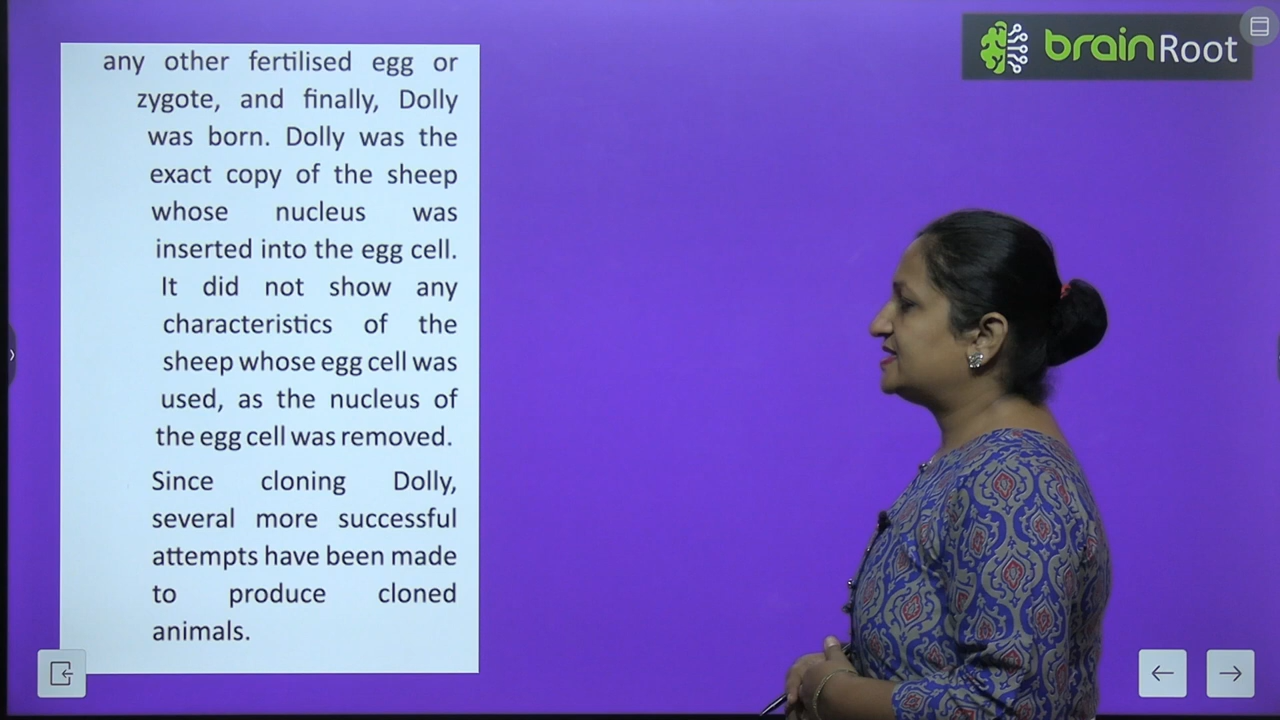 brainRoot
any other fertilised egg or
zygote, and finally, Dolly
was born. Dolly was the
exact copy of the sheep
whose nucleus was
inserted into the egg cell.
It did not show any
characteristics of the
sheep whose egg cell was
used, as the nucleus of
the egg cell was removed.
Since cloning Dolly,
several more successful
attempts have been made
to produce cloned
animals.